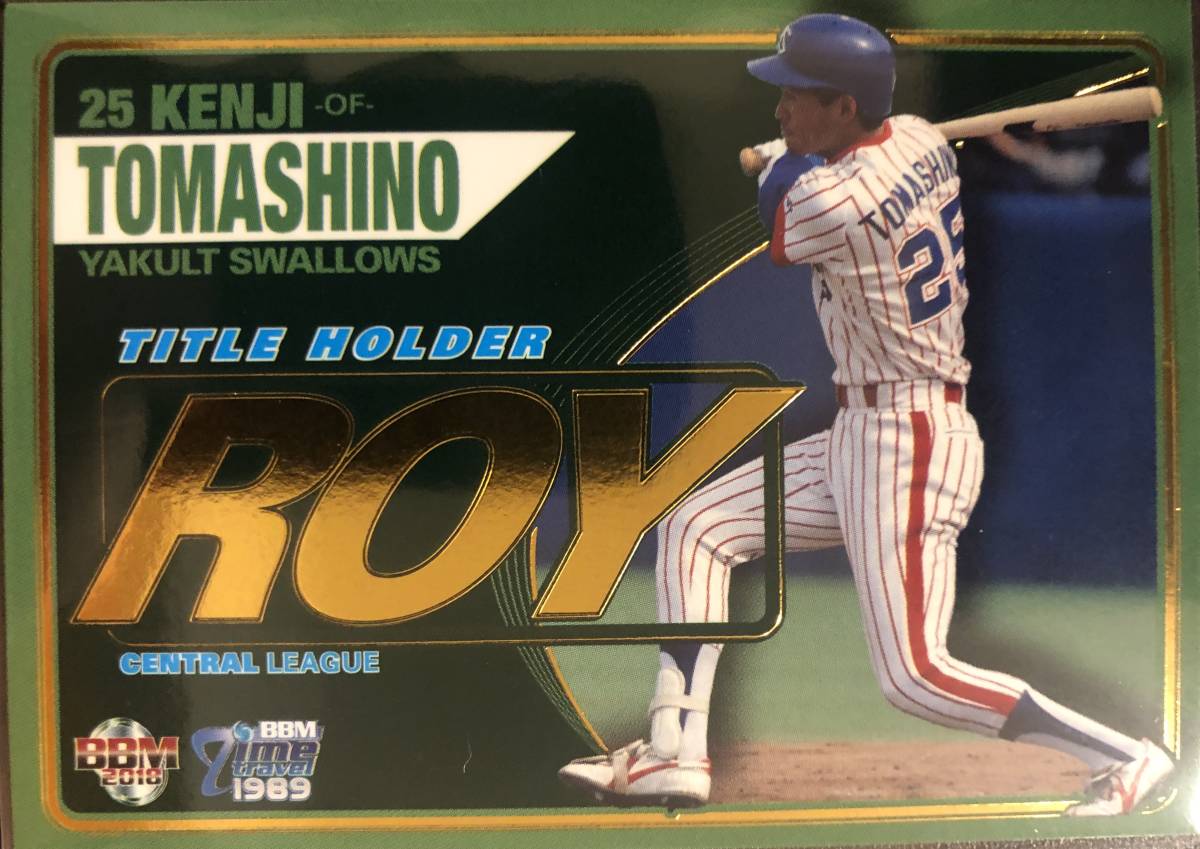 25 KENJI -OF-
TOMASHINO
YAKULT SWALLOWS
TITLE HOLDER
ROY
CENTRAL LEAGUE
BBM
2018
BBM
Time
travel
1989
TOMASHINO
25